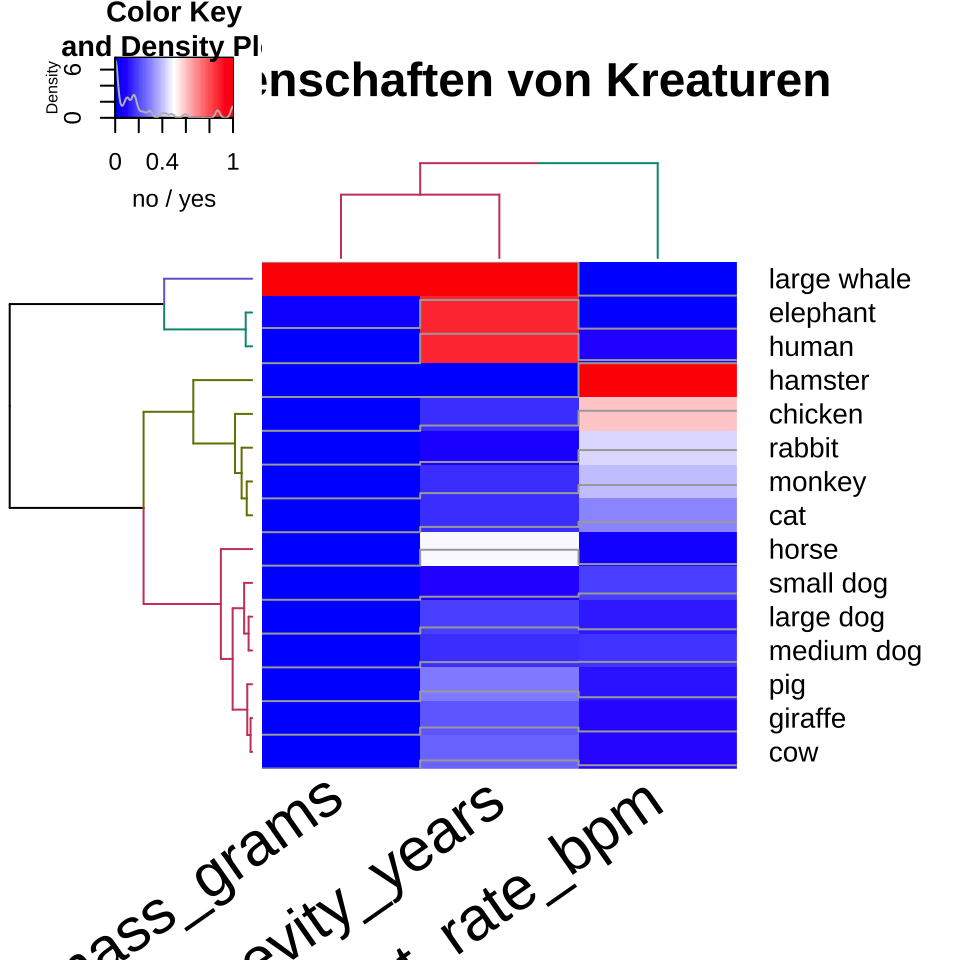 Color Key
and Density Pl
enschaften von Kreaturen
Density
6
0
0 0.4 1
no / yes
large whale
elephant
human
hamster
chicken
rabbit
monkey
cat
horse
small dog
large dog
medium dog
pig
giraffe
cow
mass_grams
evity_years
t_rate_bpm